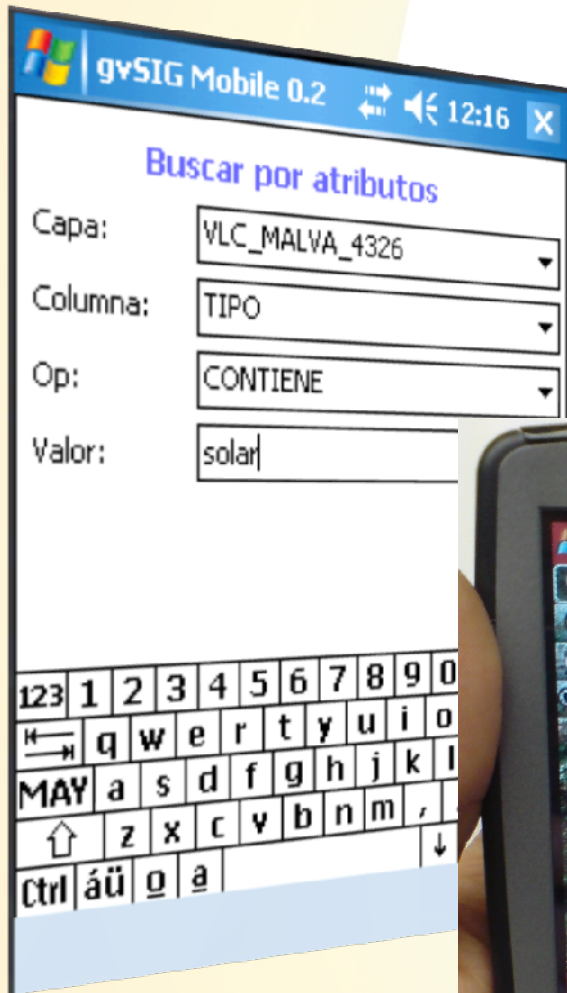 gvSIG Mobile 0.2 12:16 X
Buscar por atributos
Capa: VLC_MALVA_4326
Columna: TIPO
Op: CONTIENE
Valor: solar
123 1 2 3 4 5 6 7 8 9 0
q w e r t y u i o
MAY a s d f g h j k l
z x c v b n m ,
Ctrl áü º ª